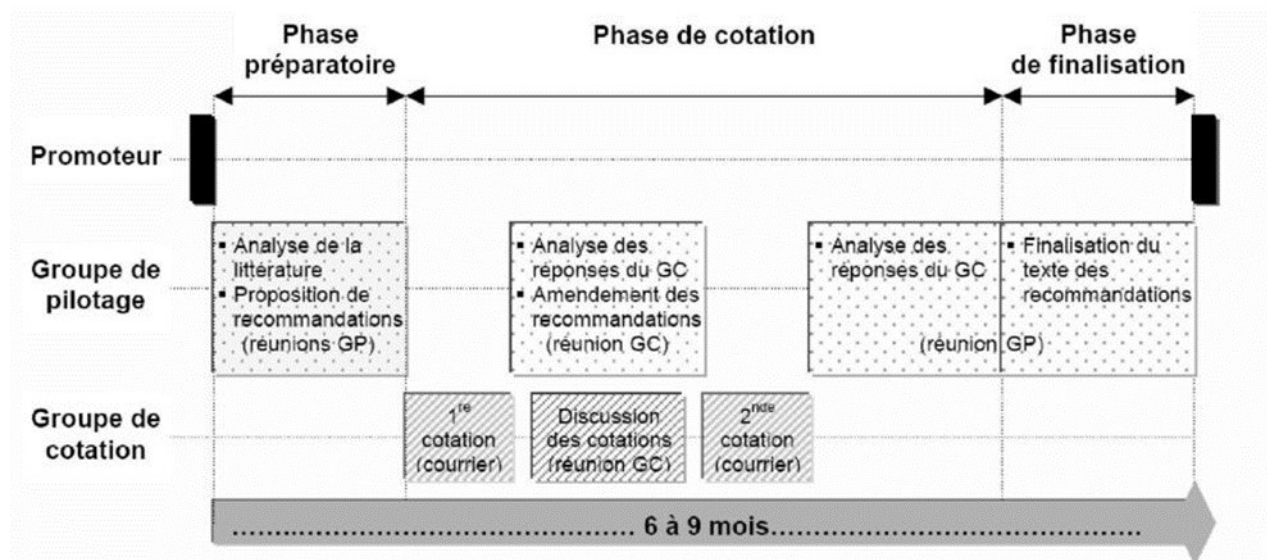 Phase
préparatoire
Phase de cotation
Phase
de finalisation
Promoteur
Groupe de
pilotage
▪ Analyse de la
littérature
▪ Proposition de
recommandations
(réunions GP)
▪ Analyse des
réponses du GC
▪ Amendement des
recommandations
(réunion GC)
▪ Analyse des
réponses du GC
▪ Finalisation du
texte des
recommandations
(réunion GP)
Groupe de
cotation
1re
cotation
(courrier)
Discussion
des cotations
(réunion GC)
2nde
cotation
(courrier)
6 à 9 mois